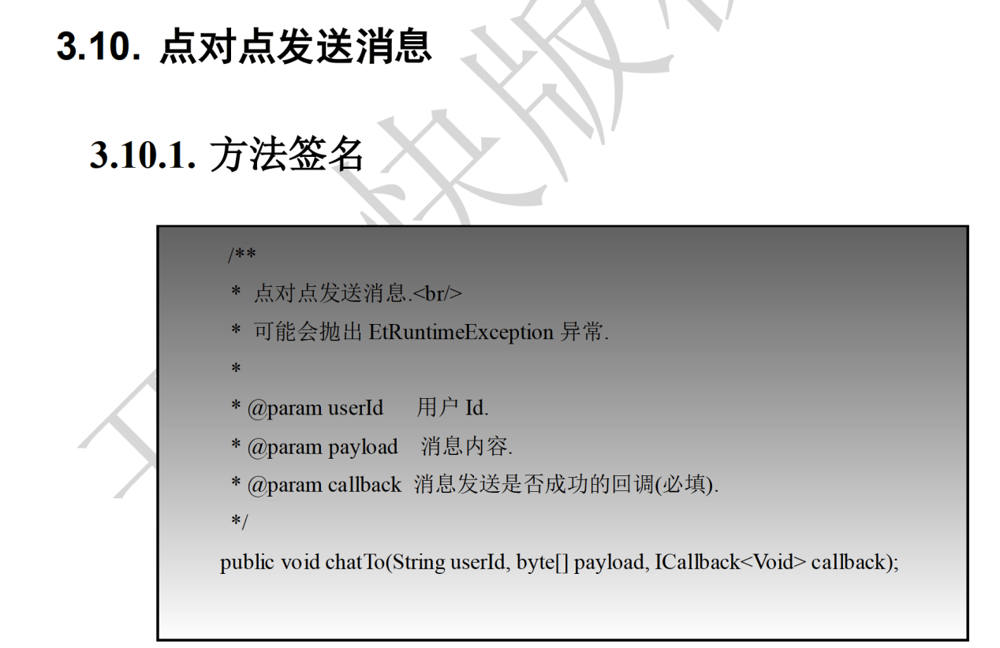 3.10. 点对点发送消息
3.10.1. 方法签名
/**
* 点对点发送消息.<br/>
* 可能会抛出 EtRuntimeException 异常.
*
* @param userId 用户 Id.
* @param payload 消息内容.
* @param callback 消息发送是否成功的回调(必填).
*/
public void chatTo(String userId, byte[] payload, ICallback<Void> callback);
快版